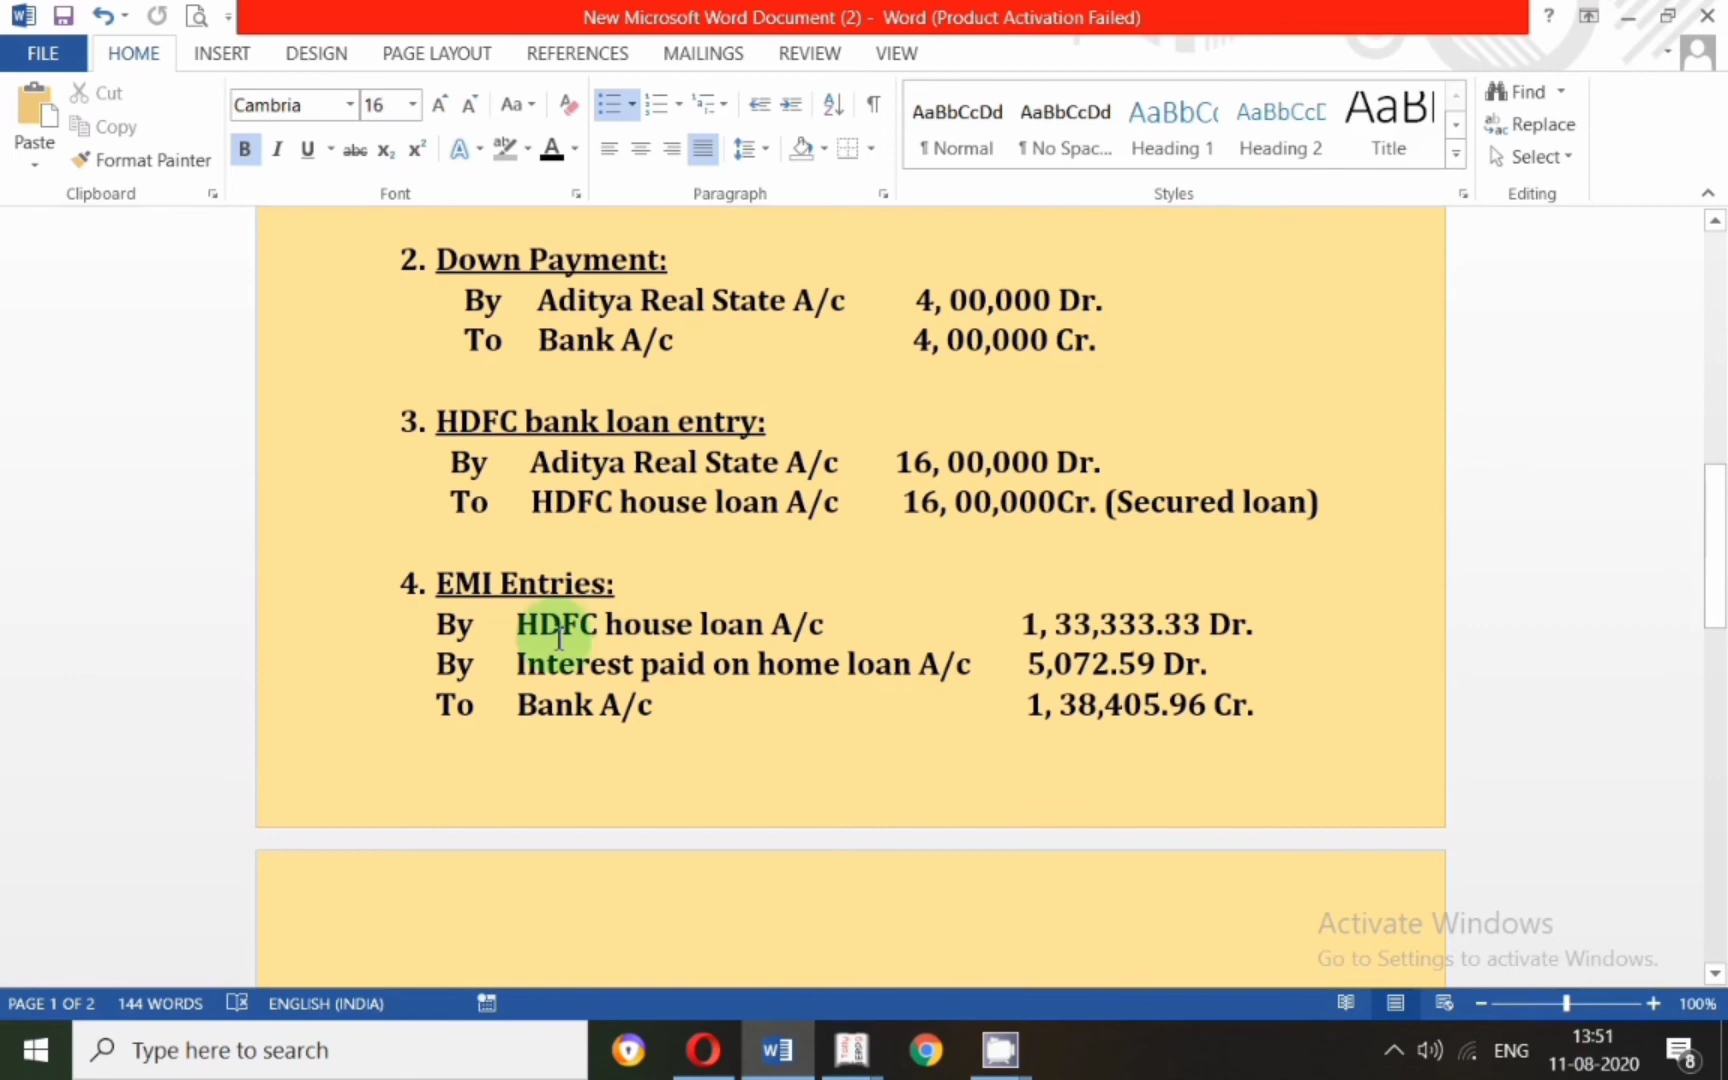 New Microsoft Word Document (2) - Word (Product Activation Failed)
FILE HOME INSERT DESIGN PAGE LAYOUT REFERENCES MAILINGS REVIEW VIEW
Paste
Cut
Copy
Format Painter
Clipboard
Cambria 16
Font
Paragraph
AaBbCcDd AaBbCcDd AaBbC( AaBbCcD AaB
¶ Normal ¶ No Spac... Heading 1 Heading 2 Title
Styles
Find
Replace
Select
Editing
2. Down Payment:
By Aditya Real State A/c 4, 00,000 Dr.
To Bank A/c 4, 00,000 Cr.
3. HDFC bank loan entry:
By Aditya Real State A/c 16, 00,000 Dr.
To HDFC house loan A/c 16, 00,000Cr. (Secured loan)
4. EMI Entries:
By HDFC house loan A/c 1, 33,333.33 Dr.
By Interest paid on home loan A/c 5,072.59 Dr.
To Bank A/c 1, 38,405.96 Cr.
Activate Windows
Go to Settings to activate Windows.
PAGE 1 OF 2 144 WORDS ENGLISH (INDIA) 100%
Type here to search
ENG
13:51
11-08-2020
8